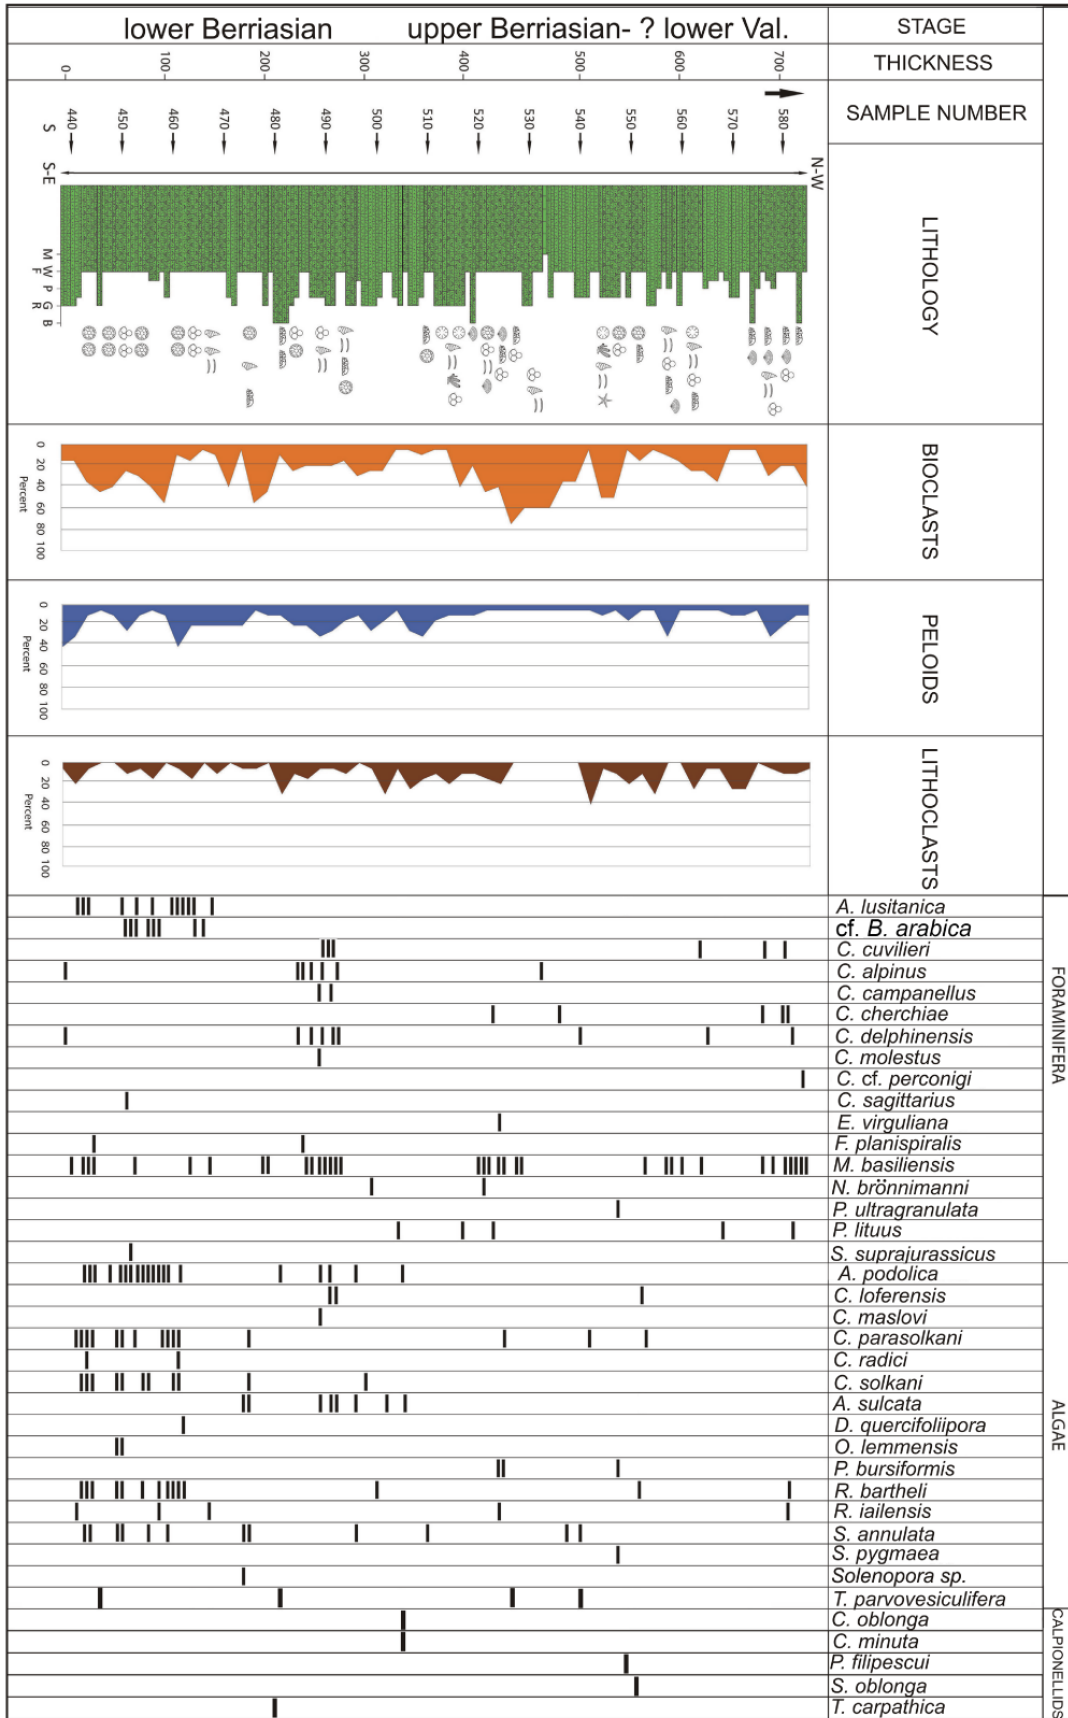 lower Berriasian upper Berriasian- ? lower Val. STAGE
0 100 200 300 400 500 600 700 THICKNESS
S 440 450 460 470 480 490 500 510 520 530 540 550 560 570 580 SAMPLE NUMBER
S-E N-W
M
F W
P
R G
B
LITHOLOGY
0
20
40
60
80
100
Percent
BIOCLASTS
0
20
40
60
80
100
Percent
PELOIDS
0
20
40
60
80
100
Percent
LITHOCLASTS
FORAMINIFERA
A. lusitanica
cf. B. arabica
C. cuvilieri
C. alpinus
C. campanellus
C. cherchiae
C. delphinensis
C. molestus
C. cf. perconigi
C. sagittarius
E. virguliana
F. planispiralis
M. basiliensis
N. brönnimanni
P. ultragranulata
P. lituus
S. suprajurassicus
ALGAE
A. podolica
C. loferensis
C. maslovi
C. parasolkani
C. radici
C. solkani
A. sulcata
D. quercifoliipora
O. lemmensis
P. bursiformis
R. bartheli
R. iailensis
S. annulata
S. pygmaea
Solenopora sp.
T. parvovesiculifera
CALPIONELLIDS
C. oblonga
C. minuta
P. filipescui
S. oblonga
T. carpathica